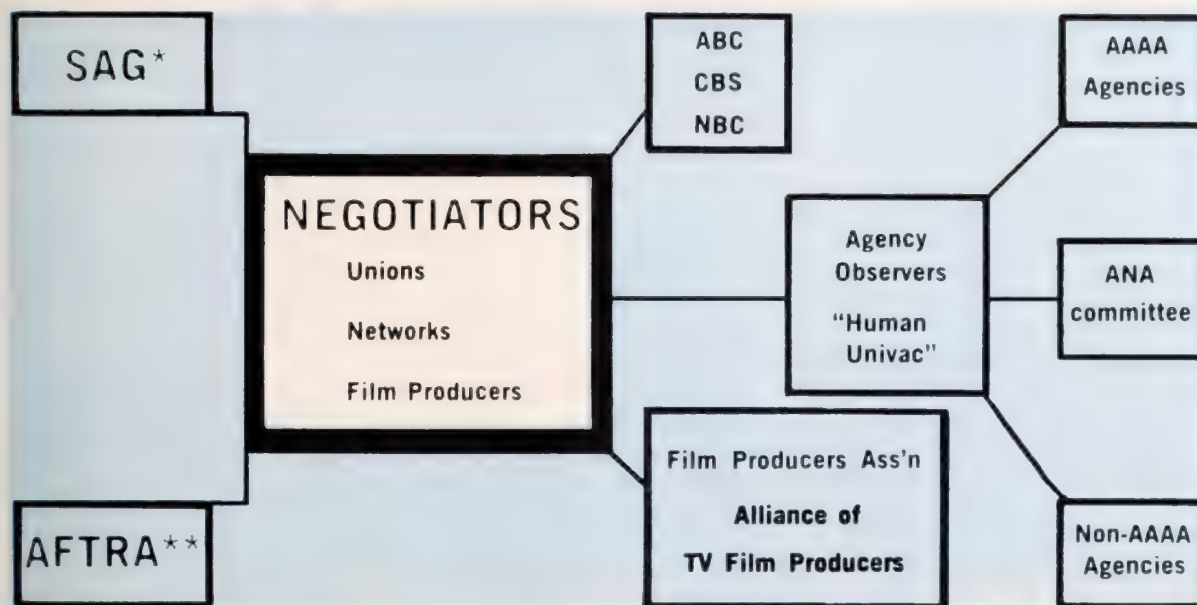 SAG*
AFTRA**
NEGOTIATORS
Unions
Networks
Film Producers
ABC
CBS
NBC
Agency
Observers
"Human
Univac"
Film Producers Ass'n
Alliance of
TV Film Producers
AAAA
Agencies
ANA
committee
Non-AAAA
Agencies